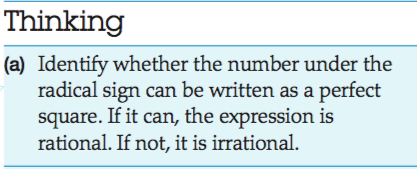 Thinking
(a) Identify whether the number under the
radical sign can be written as a perfect
square. If it can, the expression is
rational. If not, it is irrational.